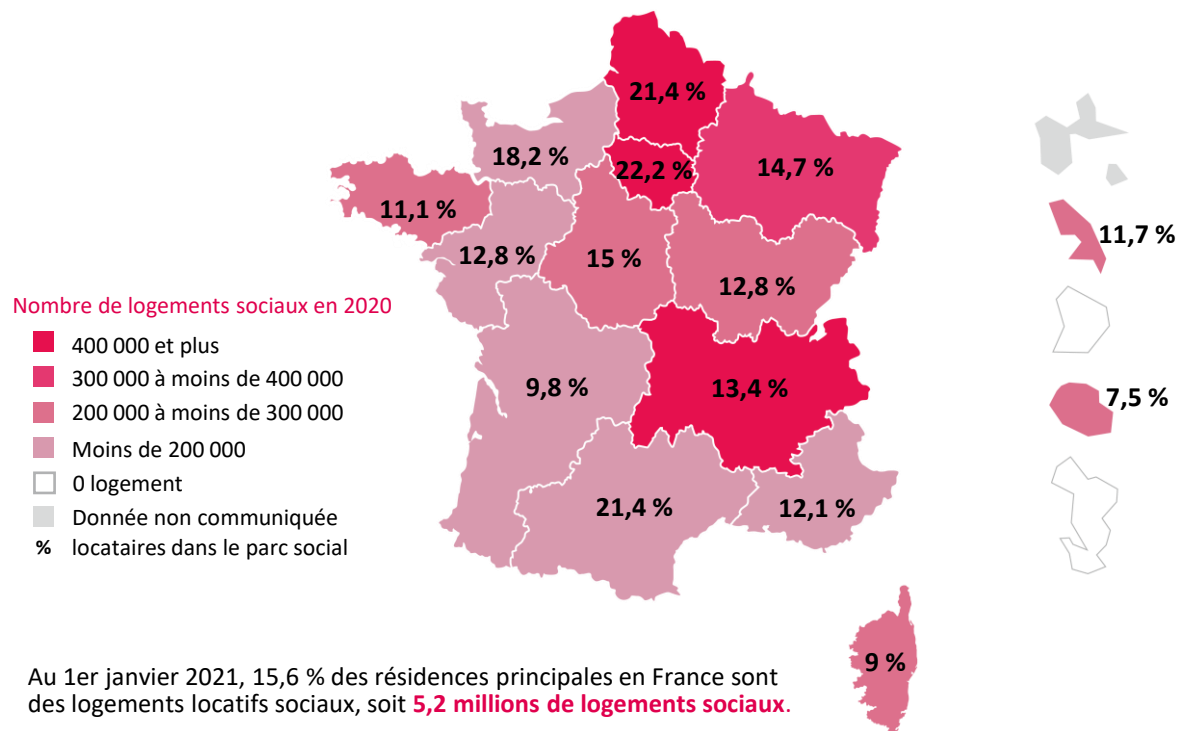 21,4 %
18,2 %
22,2 %
14,7 %
11,1 %
11,7 %
12,8 %
15 %
12,8 %
Nombre de logements sociaux en 2020
400 000 et plus
300 000 à moins de 400 000
200 000 à moins de 300 000
Moins de 200 000
0 logement
Donnée non communiquée
% locataires dans le parc social
9,8 %
13,4 %
7,5 %
21,4 %
12,1 %
9 %
Au 1er janvier 2021, 15,6 % des résidences principales en France sont
des logements locatifs sociaux, soit 5,2 millions de logements sociaux.